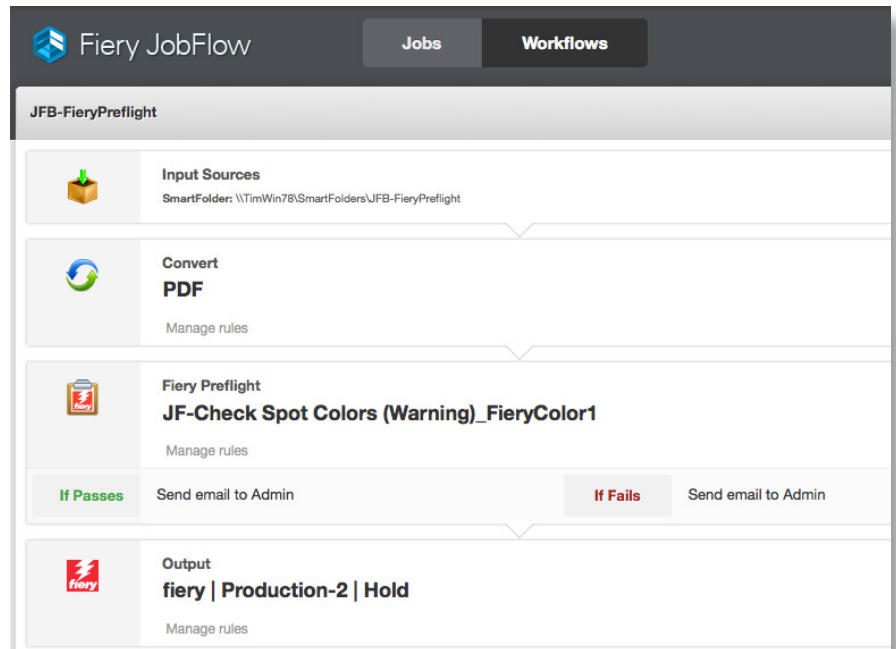 Fiery JobFlow
Jobs
Workflows
JFB-FieryPreflight
Input Sources
SmartFolder: \\TimWin78\SmartFolders\JFB-FieryPreflight
Convert
PDF
Manage rules
Fiery Preflight
fiery
JF-Check Spot Colors (Warning)_FieryColor1
Manage rules
If Passes
Send email to Admin
If Fails
Send email to Admin
Output
fiery
fiery | Production-2 | Hold
Manage rules